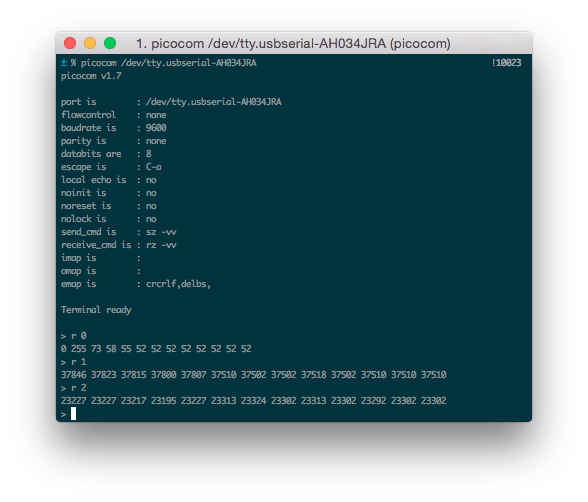 1. picocom /dev/tty.usbserial-AH034JRA (picocom)
± % picocom /dev/tty.usbserial-AH034JRA !10023
picocom v1.7
port is : /dev/tty.usbserial-AH034JRA
flowcontrol : none
baudrate is : 9600
parity is : none
databits are : 8
escape is : C-a
local echo is : no
noinit is : no
noreset is : no
nolock is : no
send_cmd is : sz -vv
receive_cmd is : rz -vv
imap is :
omap is :
emap is : crcrlf,delbs,
Terminal ready
> r 0
0 255 73 58 55 52 52 52 52 52 52 52 52
> r 1
37846 37823 37815 37800 37807 37510 37502 37502 37518 37502 37510 37510 37510
> r 2
23227 23227 23217 23195 23227 23313 23324 23302 23313 23302 23292 23302 23302
>